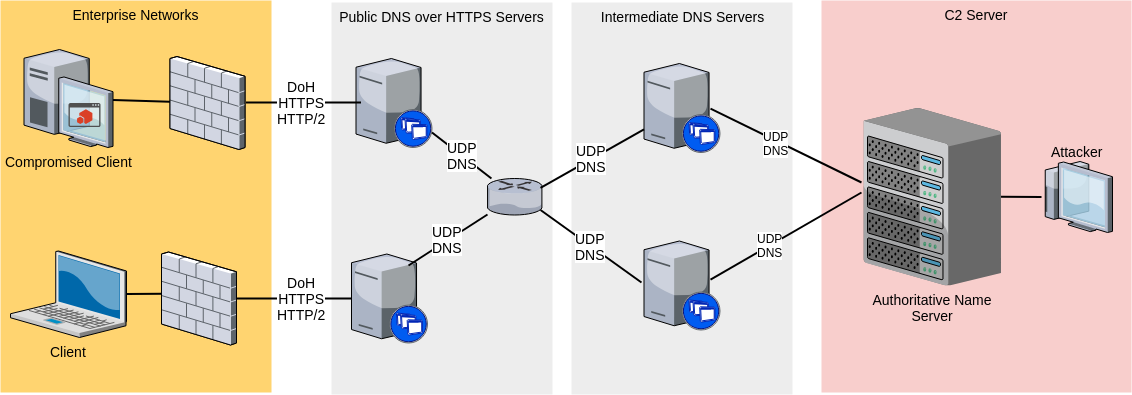 Enterprise Networks
Public DNS over HTTPS Servers
Intermediate DNS Servers
C2 Server
DoH
HTTPS
HTTP/2
Compromised Client
UDP
DNS
UDP
DNS
UDP
DNS
Attacker
UDP
DNS
UDP
DNS
UDP
DNS
DoH
HTTPS
HTTP/2
Client
Authoritative Name
Server